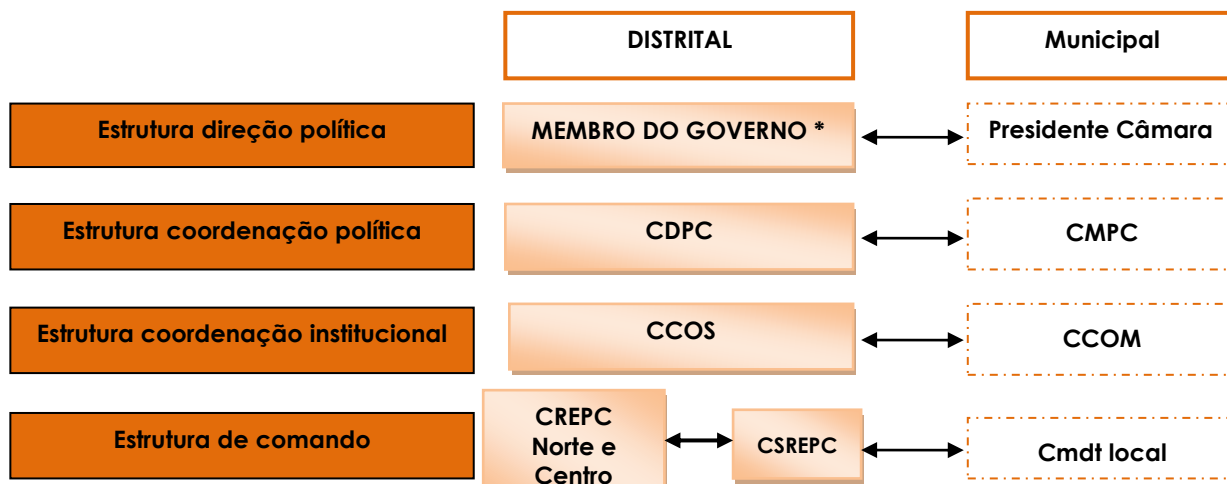 DISTRITAL
Municipal
Estrutura direção política
MEMBRO DO GOVERNO *
Presidente Câmara
Estrutura coordenação política
CDPC
CMPC
Estrutura coordenação institucional
CCOS
CCOM
Estrutura de comando
CREPC
Norte e
Centro
CSREPC
Cmdt local